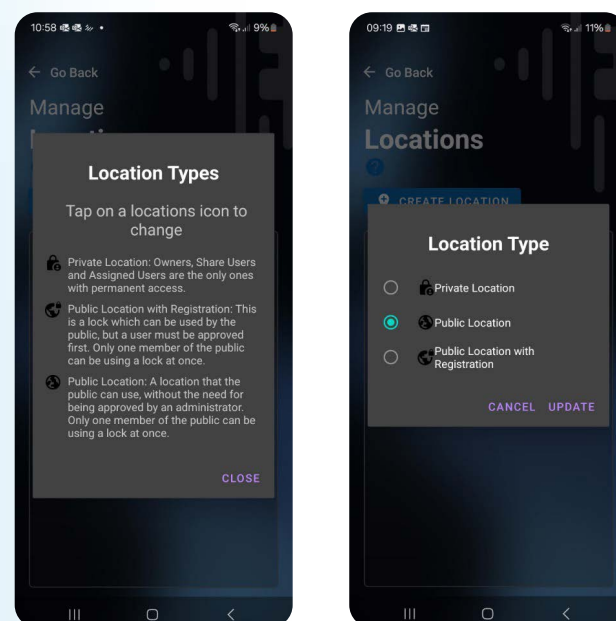 10:58
9%
Go Back
Manage
Location Types
Tap on a locations icon to
change
Private Location: Owners, Share Users
and Assigned Users are the only ones
with permanent access.
Public Location with Registration: This
is a lock which can be used by the
public, but a user must be approved
first. Only one member of the public
can be using a lock at once.
Public Location: A location that the
public can use, without the need for
being approved by an administrator.
Only one member of the public can be
using a lock at once.
CLOSE
09:19
11%
Go Back
Manage
Locations
CREATE LOCATION
Location Type
Private Location
Public Location
Public Location with
Registration
CANCEL UPDATE